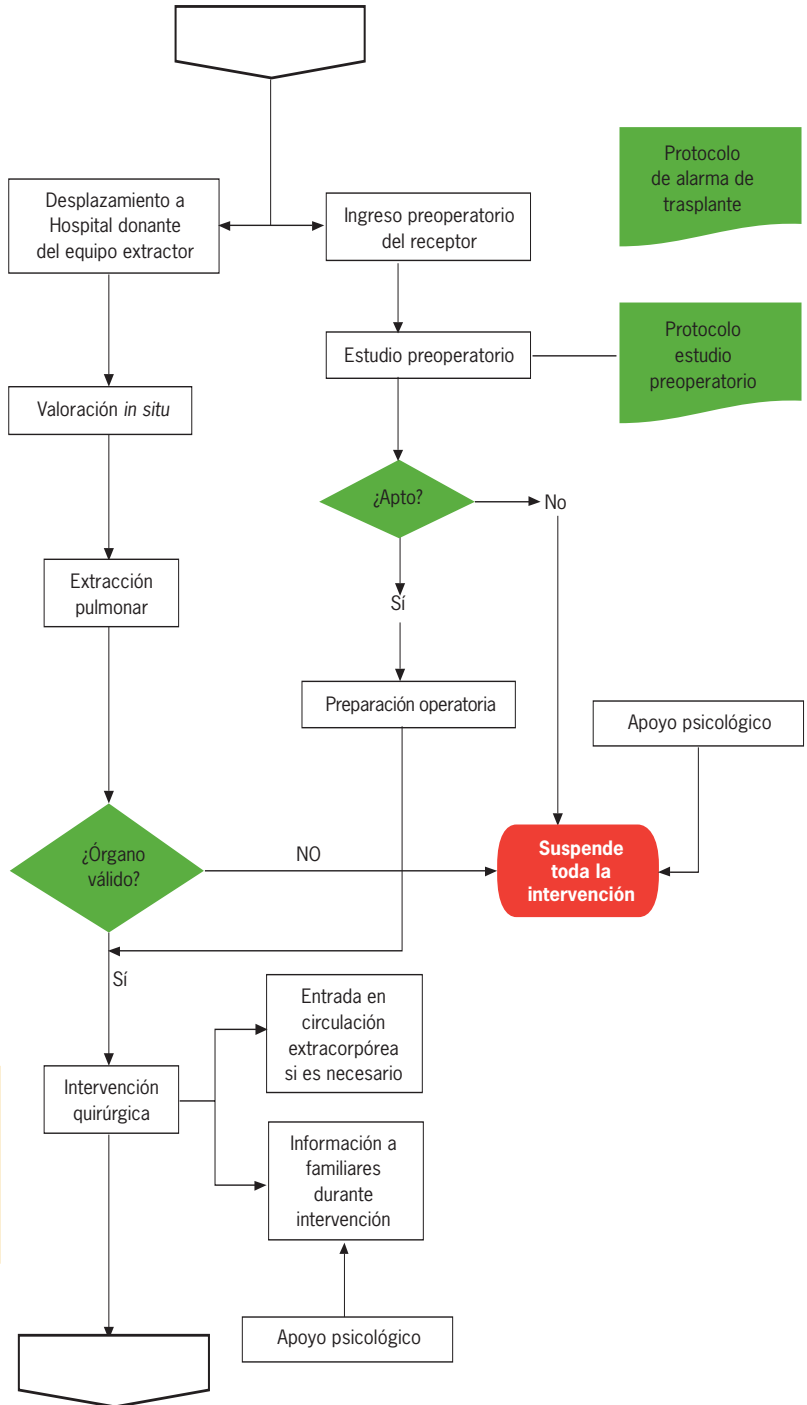 Protocolo
de alarma de
trasplante
Desplazamiento a
Hospital donante
del equipo extractor
Ingreso preoperatorio
del receptor
Estudio preoperatorio
Protocolo
estudio
preoperatorio
Valoración in situ
¿Apto?
No
Extracción
pulmonar
Sí
Preparación operatoria
Apoyo psicológico
¿Órgano
válido?
NO
Suspende
toda la
intervención
Sí
Entrada en
circulación
extracorpórea
si es necesario
Intervención
quirúrgica
Información a
familiares
durante
intervención
Apoyo psicológico